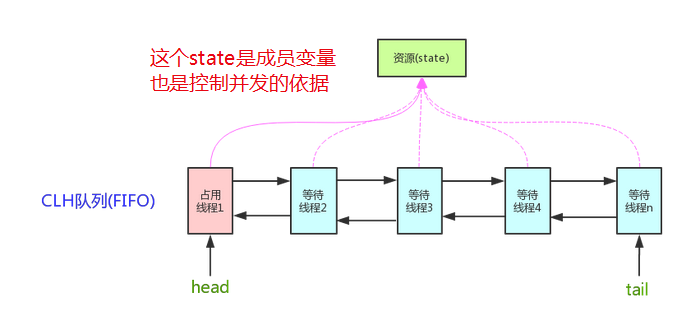 这个state是成员变量
也是控制并发的依据
资源(state)
CLH队列(FIFO)
占用
线程1
等待
线程2
等待
线程3
等待
线程4
等待
线程n
head
tail